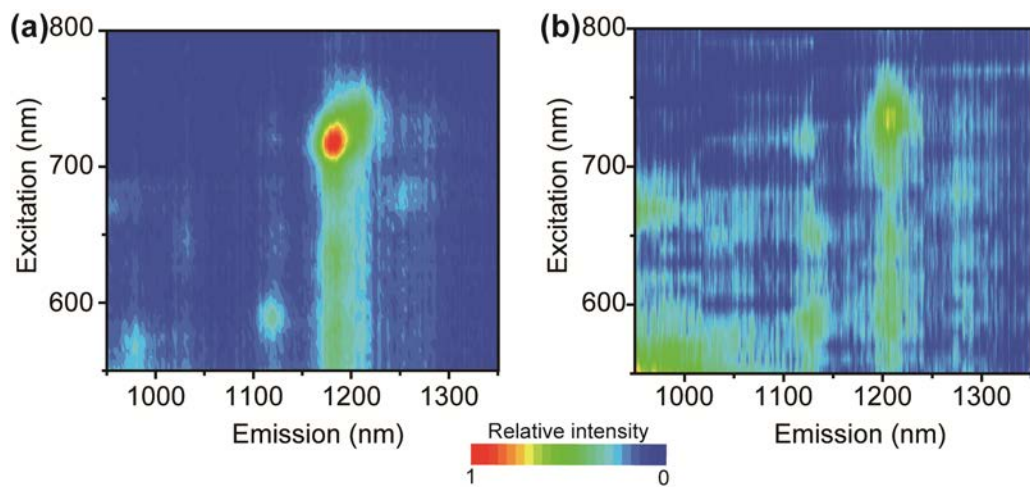 (a)
800
700
600
Excitation (nm)
1000 1100 1200 1300
Emission (nm)
(b)
800
700
600
Excitation (nm)
1000 1100 1200 1300
Emission (nm)
Relative intensity
1 0